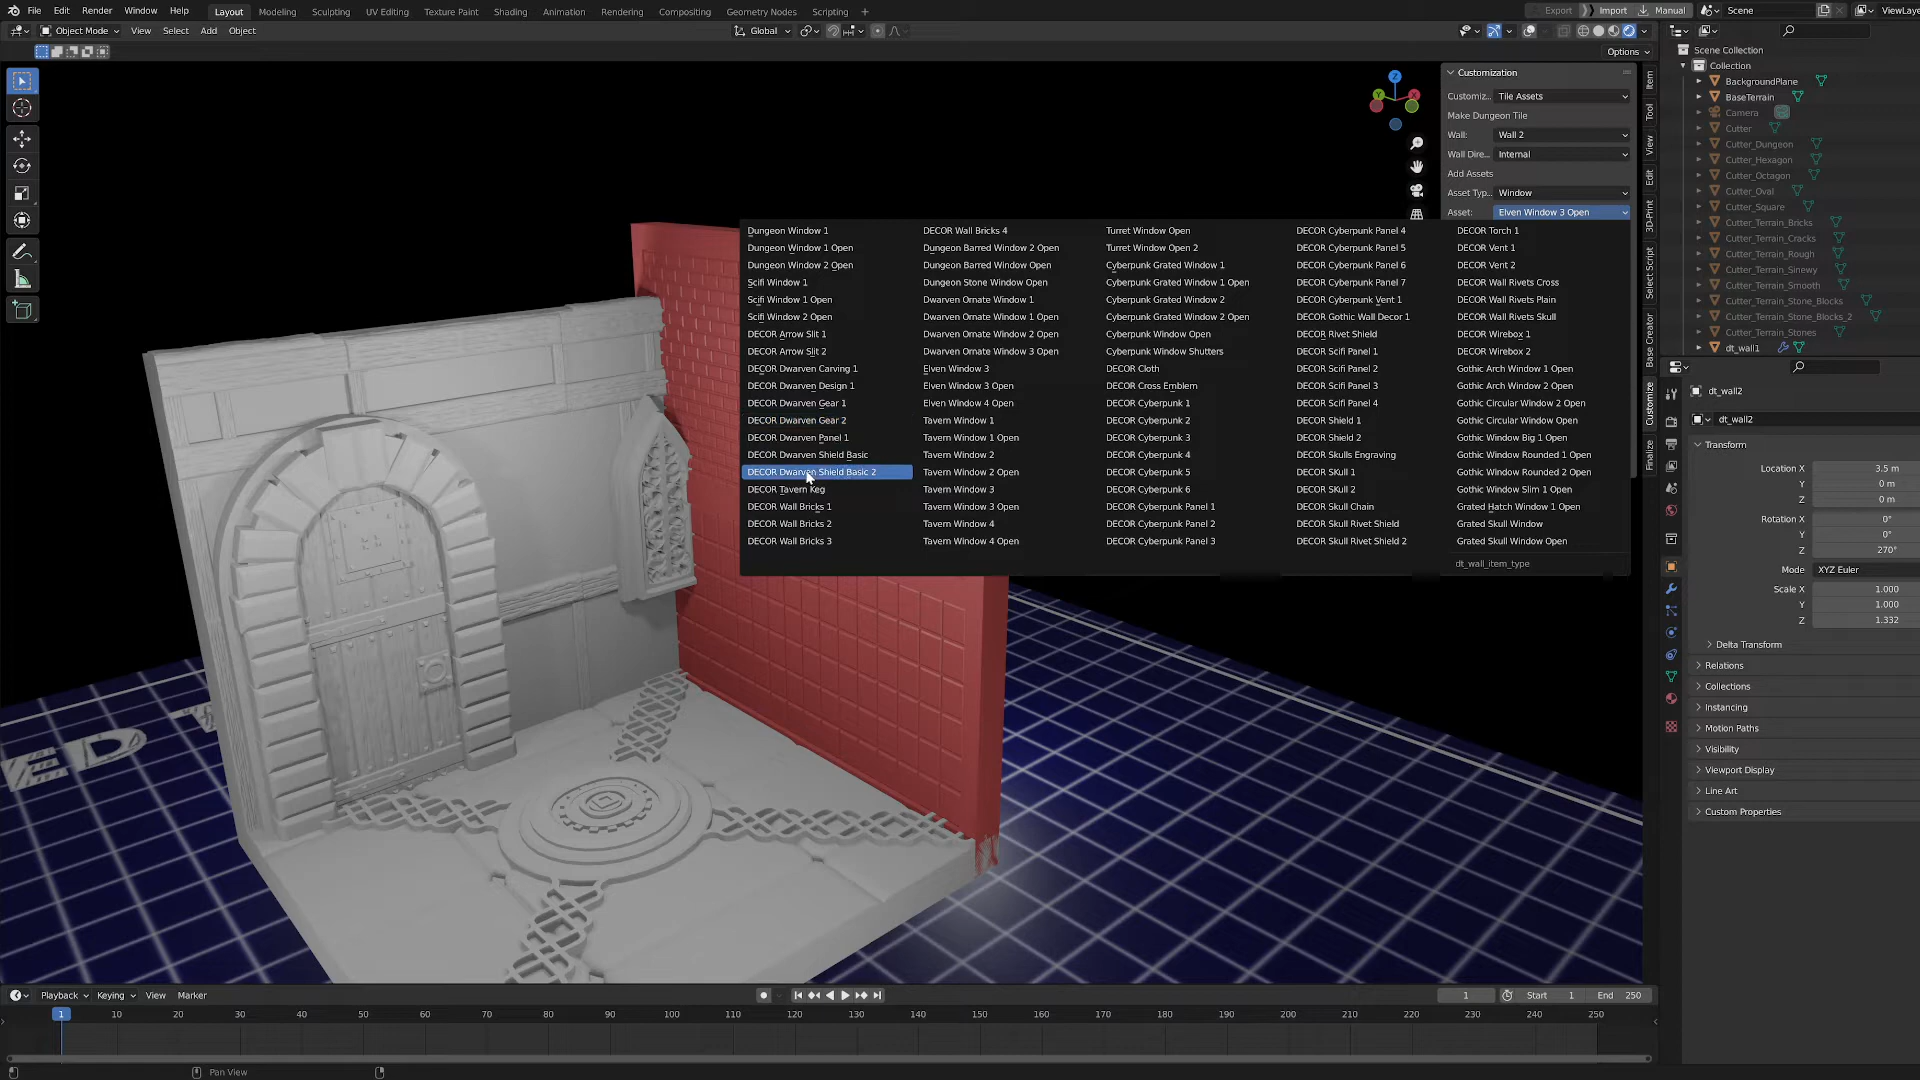 File Edit Render Window Help Layout Modeling Sculpting UV Editing Texture Paint Shading Animation Rendering Compositing Geometry Nodes Scripting + Export Import Manual Scene ViewLaye
Object Mode View Select Add Object Global
Options
Customization
Customiz... Tile Assets
Make Dungeon Tile
Wall: Wall 2
Wall Dire... Internal
Add Assets
Asset Typ... Window
Asset: Elven Window 3 Open
Dungeon Window 1
Dungeon Window 1 Open
Dungeon Window 2 Open
Scifi Window 1
Scifi Window 1 Open
Scifi Window 2 Open
DECOR Arrow Slit 1
DECOR Arrow Slit 2
DECOR Dwarven Carving 1
DECOR Dwarven Design 1
DECOR Dwarven Gear 1
DECOR Dwarven Gear 2
DECOR Dwarven Panel 1
DECOR Dwarven Shield Basic
DECOR Dwarven Shield Basic 2
DECOR Tavern Keg
DECOR Wall Bricks 1
DECOR Wall Bricks 2
DECOR Wall Bricks 3
DECOR Wall Bricks 4
Dungeon Barred Window 2 Open
Dungeon Barred Window Open
Dungeon Stone Window Open
Dwarven Ornate Window 1
Dwarven Ornate Window 1 Open
Dwarven Ornate Window 2 Open
Dwarven Ornate Window 3 Open
Elven Window 3
Elven Window 3 Open
Elven Window 4 Open
Tavern Window 1
Tavern Window 1 Open
Tavern Window 2
Tavern Window 2 Open
Tavern Window 3
Tavern Window 3 Open
Tavern Window 4
Tavern Window 4 Open
Turret Window Open
Turret Window Open 2
Cyberpunk Grated Window 1
Cyberpunk Grated Window 1 Open
Cyberpunk Grated Window 2
Cyberpunk Grated Window 2 Open
Cyberpunk Window Open
Cyberpunk Window Shutters
DECOR Cloth
DECOR Cross Emblem
DECOR Cyberpunk 1
DECOR Cyberpunk 2
DECOR Cyberpunk 3
DECOR Cyberpunk 4
DECOR Cyberpunk 5
DECOR Cyberpunk 6
DECOR Cyberpunk Panel 1
DECOR Cyberpunk Panel 2
DECOR Cyberpunk Panel 3
DECOR Cyberpunk Panel 4
DECOR Cyberpunk Panel 5
DECOR Cyberpunk Panel 6
DECOR Cyberpunk Panel 7
DECOR Cyberpunk Vent 1
DECOR Gothic Wall Decor 1
DECOR Rivet Shield
DECOR Scifi Panel 1
DECOR Scifi Panel 2
DECOR Scifi Panel 3
DECOR Scifi Panel 4
DECOR Shield 1
DECOR Shield 2
DECOR Skulls Engraving
DECOR SKull 1
DECOR SKull 2
DECOR Skull Chain
DECOR Skull Rivet Shield
DECOR Skull Rivet Shield 2
DECOR Torch 1
DECOR Vent 1
DECOR Vent 2
DECOR Wall Rivets Cross
DECOR Wall Rivets Plain
DECOR Wall Rivets Skull
DECOR Wirebox 1
DECOR Wirebox 2
Gothic Arch Window 1 Open
Gothic Arch Window 2 Open
Gothic Circular Window 2 Open
Gothic Circular Window Open
Gothic Window Big 1 Open
Gothic Window Rounded 1 Open
Gothic Window Rounded 2 Open
Gothic Window Slim 1 Open
Grated Hatch Window 1 Open
Grated Skull Window
Grated Skull Window Open
dt_wall_item_type
Item
Tool
View
Edit
3D-Print
Select Script
Base Creator
Customize
Finalize
Scene Collection
Collection
BackgroundPlane
BaseTerrain
Camera
Cutter
Cutter_Dungeon
Cutter_Hexagon
Cutter_Octagon
Cutter_Oval
Cutter_Square
Cutter_Terrain_Bricks
Cutter_Terrain_Cracks
Cutter_Terrain_Rough
Cutter_Terrain_Sinewy
Cutter_Terrain_Smooth
Cutter_Terrain_Stone_Blocks
Cutter_Terrain_Stone_Blocks_2
Cutter_Terrain_Stones
dt_wall1
dt_wall2
dt_wall2
Transform
Location X 3.5 m
Y 0 m
Z 0 m
Rotation X 0°
Y 0°
Z 270°
Mode XYZ Euler
Scale X 1.000
Y 1.000
Z 1.332
Delta Transform
Relations
Collections
Instancing
Motion Paths
Visibility
Viewport Display
Line Art
Custom Properties
Z
Y
X
ED
Playback Keying View Marker 1 Start 1 End 250
1 10 20 30 40 50 60 70 80 90 100 110 120 130 140 150 160 170 180 190 200 210 220 230 240 250
Pan View